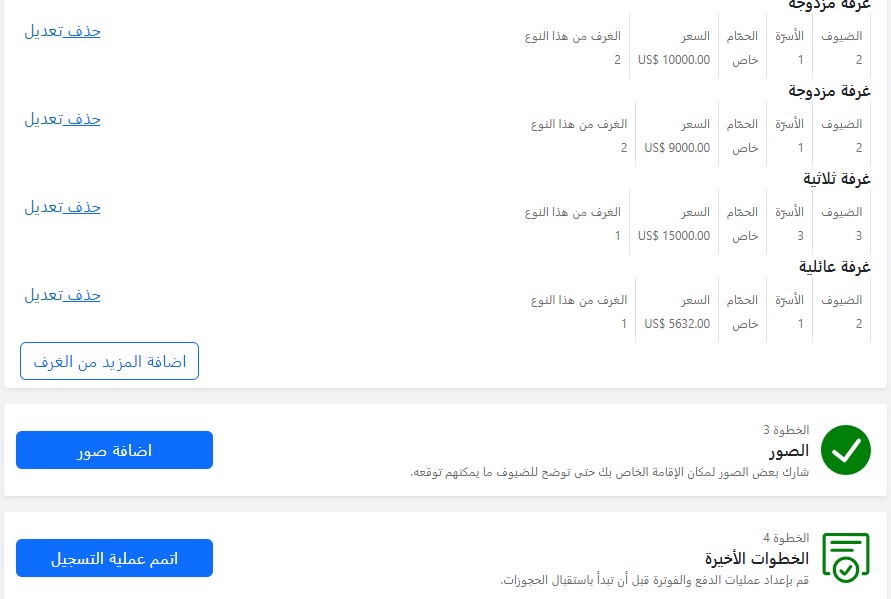 غرفة مزدوجة
الضيوف الأسرّة الحمّام السعر الغرف من هذا النوع
2 1 خاص US$ 10000.00 2
حذف تعديل
غرفة مزدوجة
الضيوف الأسرّة الحمّام السعر الغرف من هذا النوع
2 1 خاص US$ 9000.00 2
حذف تعديل
غرفة ثلاثية
الضيوف الأسرّة الحمّام السعر الغرف من هذا النوع
3 3 خاص US$ 15000.00 1
حذف تعديل
غرفة عائلية
الضيوف الأسرّة الحمّام السعر الغرف من هذا النوع
2 1 خاص US$ 5632.00 1
حذف تعديل
اضافة المزيد من الغرف
الخطوة 3
الصور
شارك بعض الصور لمكان الإقامة الخاص بك حتى توضح للضيوف ما يمكنهم توقعه.
اضافة صور
الخطوة 4
الخطوات الأخيرة
قم بإعداد عمليات الدفع والفوترة قبل أن تبدأ باستقبال الحجوزات.
اتمم عملية التسجيل